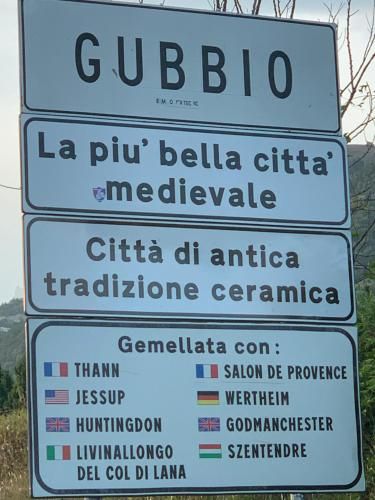 GUBBIO
La piu' bella citta'
medievale
Città di antica
tradizione ceramica
Gemellata con:
THANN
SALON DE PROVENCE
JESSUP
WERTHEIM
HUNTINGDON
GODMANCHESTER
LIVINALLONGO
DEL COL DI LANA
SZENTENDRE